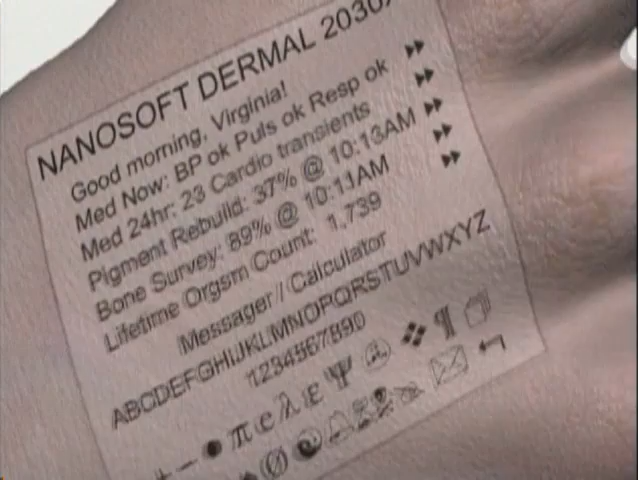 NANOSOFT DERMAL 2030
Good morning, Virginia!
Med Now: BP ok Puls ok Resp ok
Med 24hr: 23 Cardio transients
Pigment Rebuild: 37% @ 10:13AM
Bone Survey: 89% @ 10:11AM
Lifetime Orgsm Count: 1,739
Messager // Calculator
ABCDEFGHIJKLMNOPQRSTUVWXYZ
1234567890
+ − ● π e λ ε Ψ ❖ ¶